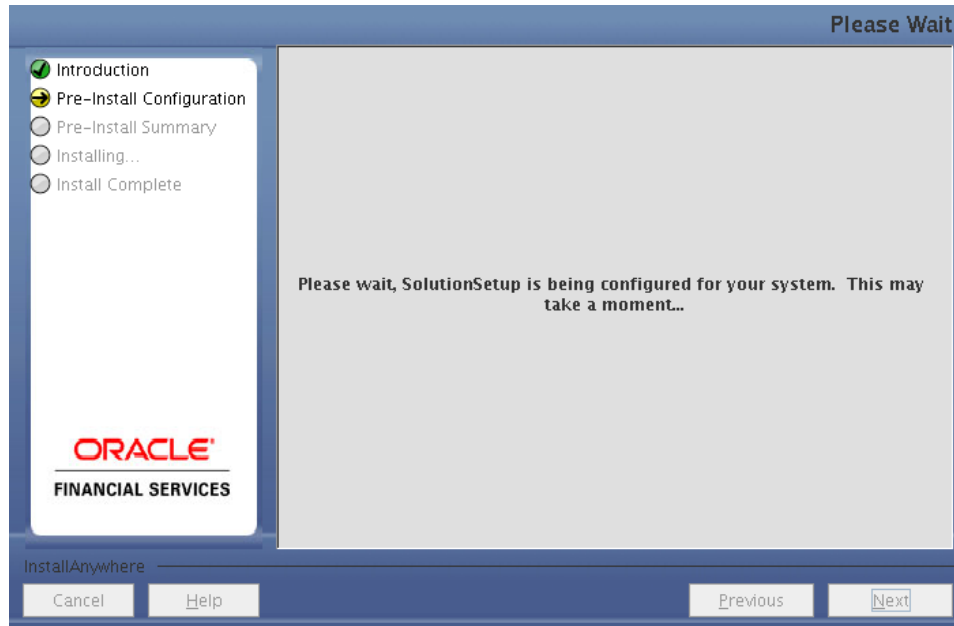 Please Wait
Introduction
Pre-Install Configuration
Pre-Install Summary
Installing...
Install Complete
Please wait, SolutionSetup is being configured for your system. This may
take a moment...
ORACLE'
FINANCIAL SERVICES
InstallAnywhere
Cancel
Help
Previous
Next